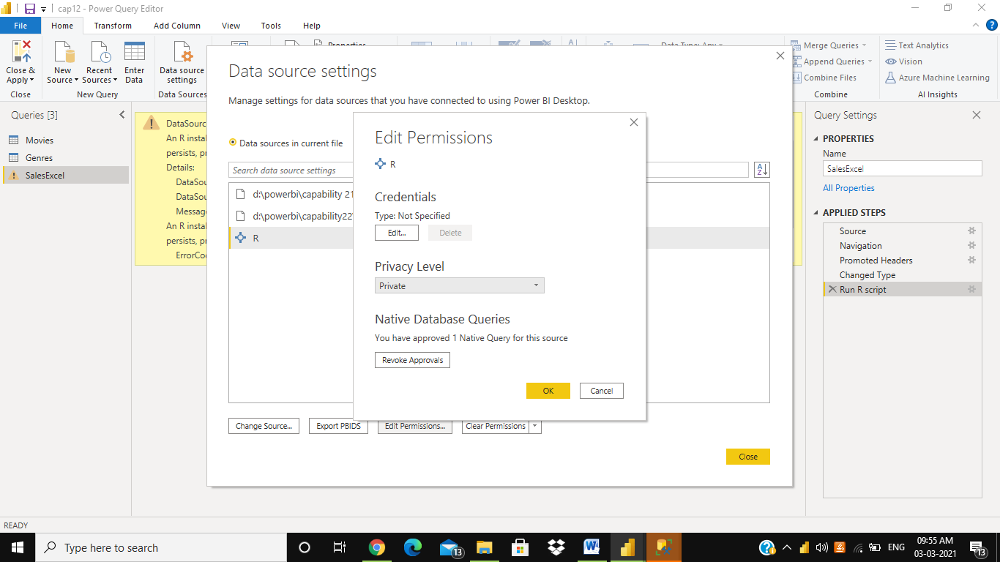 cap12 - Power Query Editor
File Home Transform Add Column View Tools Help
Close & Apply
New Source
Recent Sources
Enter Data
Data source settings
Properties
Data Type: Any
Merge Queries
Append Queries
Combine Files
Text Analytics
Vision
Azure Machine Learning
Close
New Query
Data Sources
Combine
AI Insights
Queries [3]
Movies
Genres
SalesExcel
DataSourc
An R instal
persists, pr
Details:
DataSou
DataSou
Messag
An R instal
persists, pr
ErrorCo
Data source settings
Manage settings for data sources that you have connected to using Power BI Desktop.
Data sources in current file
Search data source settings
d:\powerbi\capability 21
d:\powerbi\capability22
R
Change Source...
Export PBIDS
Edit Permissions...
Clear Permissions
Close
Edit Permissions
R
Credentials
Type: Not Specified
Edit...
Delete
Privacy Level
Private
Native Database Queries
You have approved 1 Native Query for this source
Revoke Approvals
OK
Cancel
Query Settings
PROPERTIES
Name
SalesExcel
All Properties
APPLIED STEPS
Source
Navigation
Promoted Headers
Changed Type
Run R script
READY
Type here to search
13
ENG
09:55 AM
03-03-2021
13